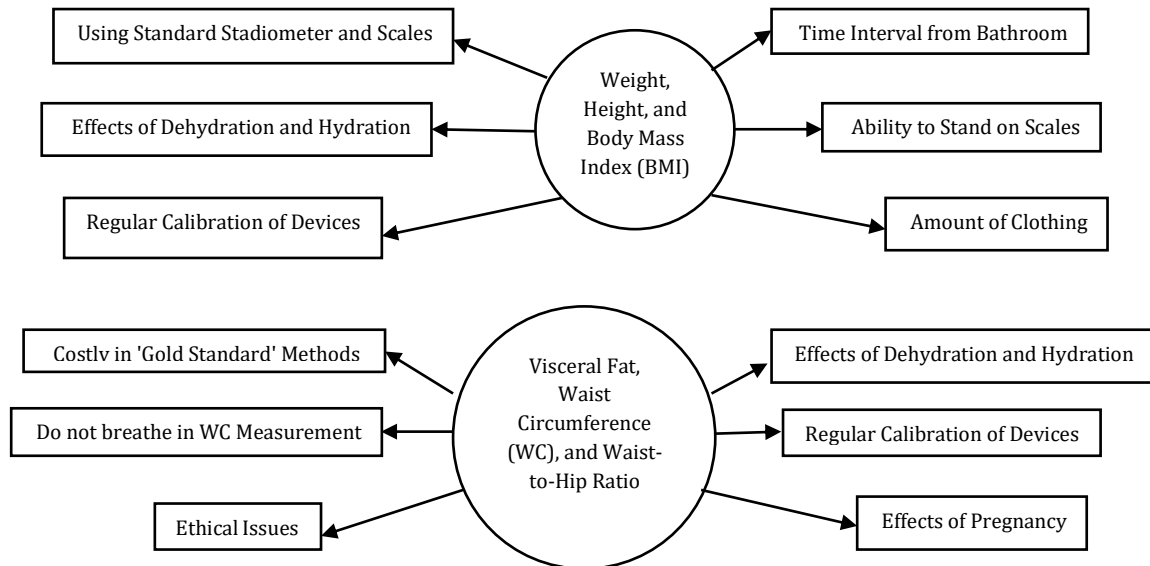 Using Standard Stadiometer and Scales
Time Interval from Bathroom
Weight,
Height, and
Body Mass
Index (BMI)
Effects of Dehydration and Hydration
Ability to Stand on Scales
Regular Calibration of Devices
Amount of Clothing
Costlv in 'Gold Standard' Methods
Effects of Dehydration and Hydration
Visceral Fat,
Waist
Circumference
(WC), and Waist-
to-Hip Ratio
Do not breathe in WC Measurement
Regular Calibration of Devices
Ethical Issues
Effects of Pregnancy